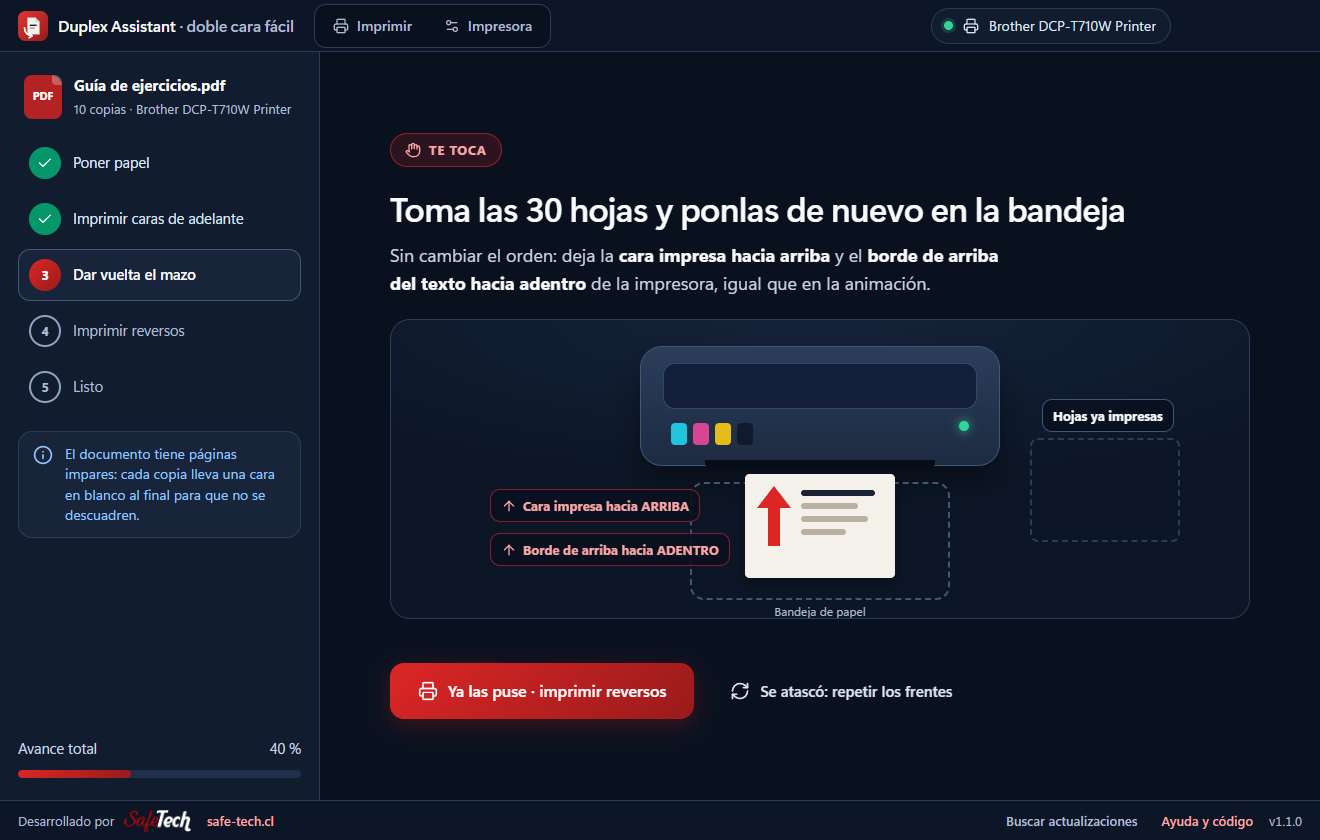 Duplex Assistant · doble cara fácil
Imprimir
Impresora
Brother DCP-T710W Printer
PDF
Guía de ejercicios.pdf
10 copias · Brother DCP-T710W Printer
Poner papel
Imprimir caras de adelante
3
Dar vuelta el mazo
4
Imprimir reversos
5
Listo
El documento tiene páginas
impares: cada copia lleva una cara
en blanco al final para que no se
descuadren.
Avance total
40 %
TE TOCA
Toma las 30 hojas y ponlas de nuevo en la bandeja
Sin cambiar el orden: deja la cara impresa hacia arriba y el borde de arriba
del texto hacia adentro de la impresora, igual que en la animación.
Hojas ya impresas
Cara impresa hacia ARRIBA
Borde de arriba hacia ADENTRO
Bandeja de papel
Ya las puse · imprimir reversos
Se atascó: repetir los frentes
Desarrollado por
SafeTech
safe-tech.cl
Buscar actualizaciones
Ayuda y código
v1.1.0